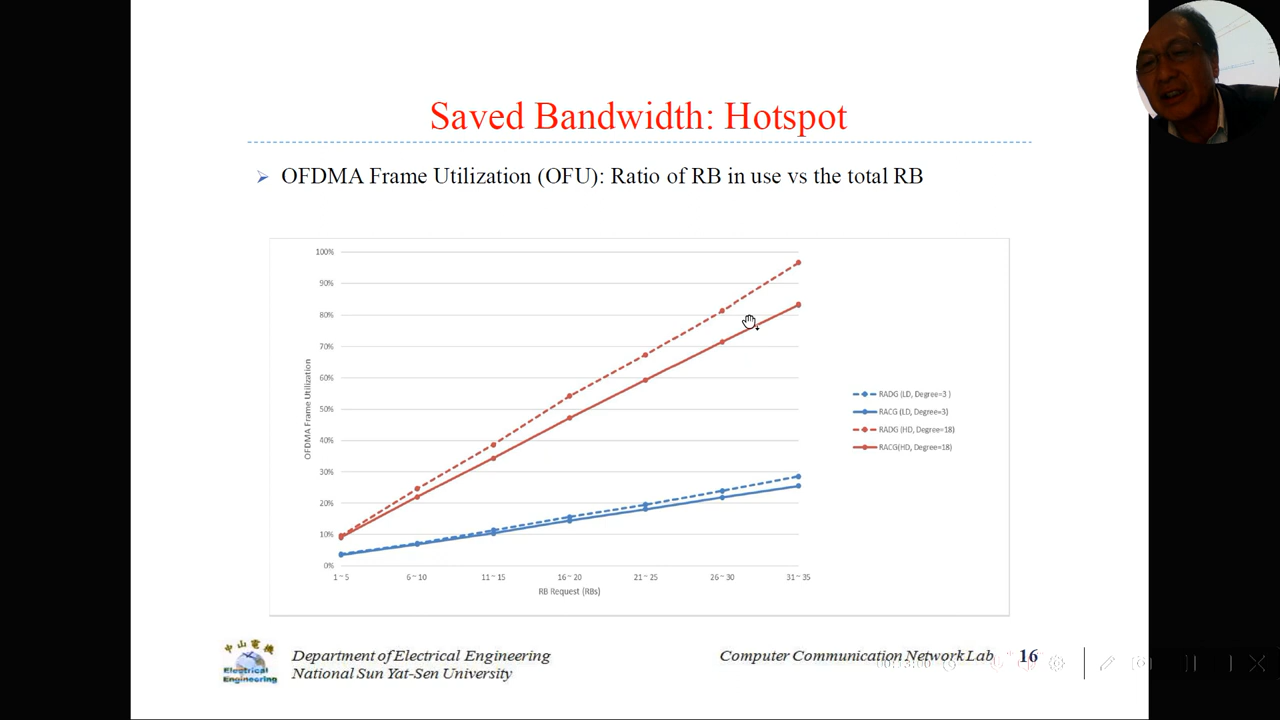 Saved Bandwidth: Hotspot
OFDMA Frame Utilization (OFU): Ratio of RB in use vs the total RB
100%
90%
80%
70%
60%
50%
40%
30%
20%
10%
0%
OFDMA Frame Utilization
1 ~ 5
6 ~ 10
11 ~ 15
16 ~ 20
21 ~ 25
26 ~ 30
31 ~ 35
RB Request (RBs)
RADG (LD, Degree=3 )
RACG (LD, Degree=3)
RADG (HD, Degree=18)
RACG(HD, Degree=18)
中山電機
Electrical
Engineering
Department of Electrical Engineering
National Sun Yat-Sen University
Computer Communication Network Lab
16